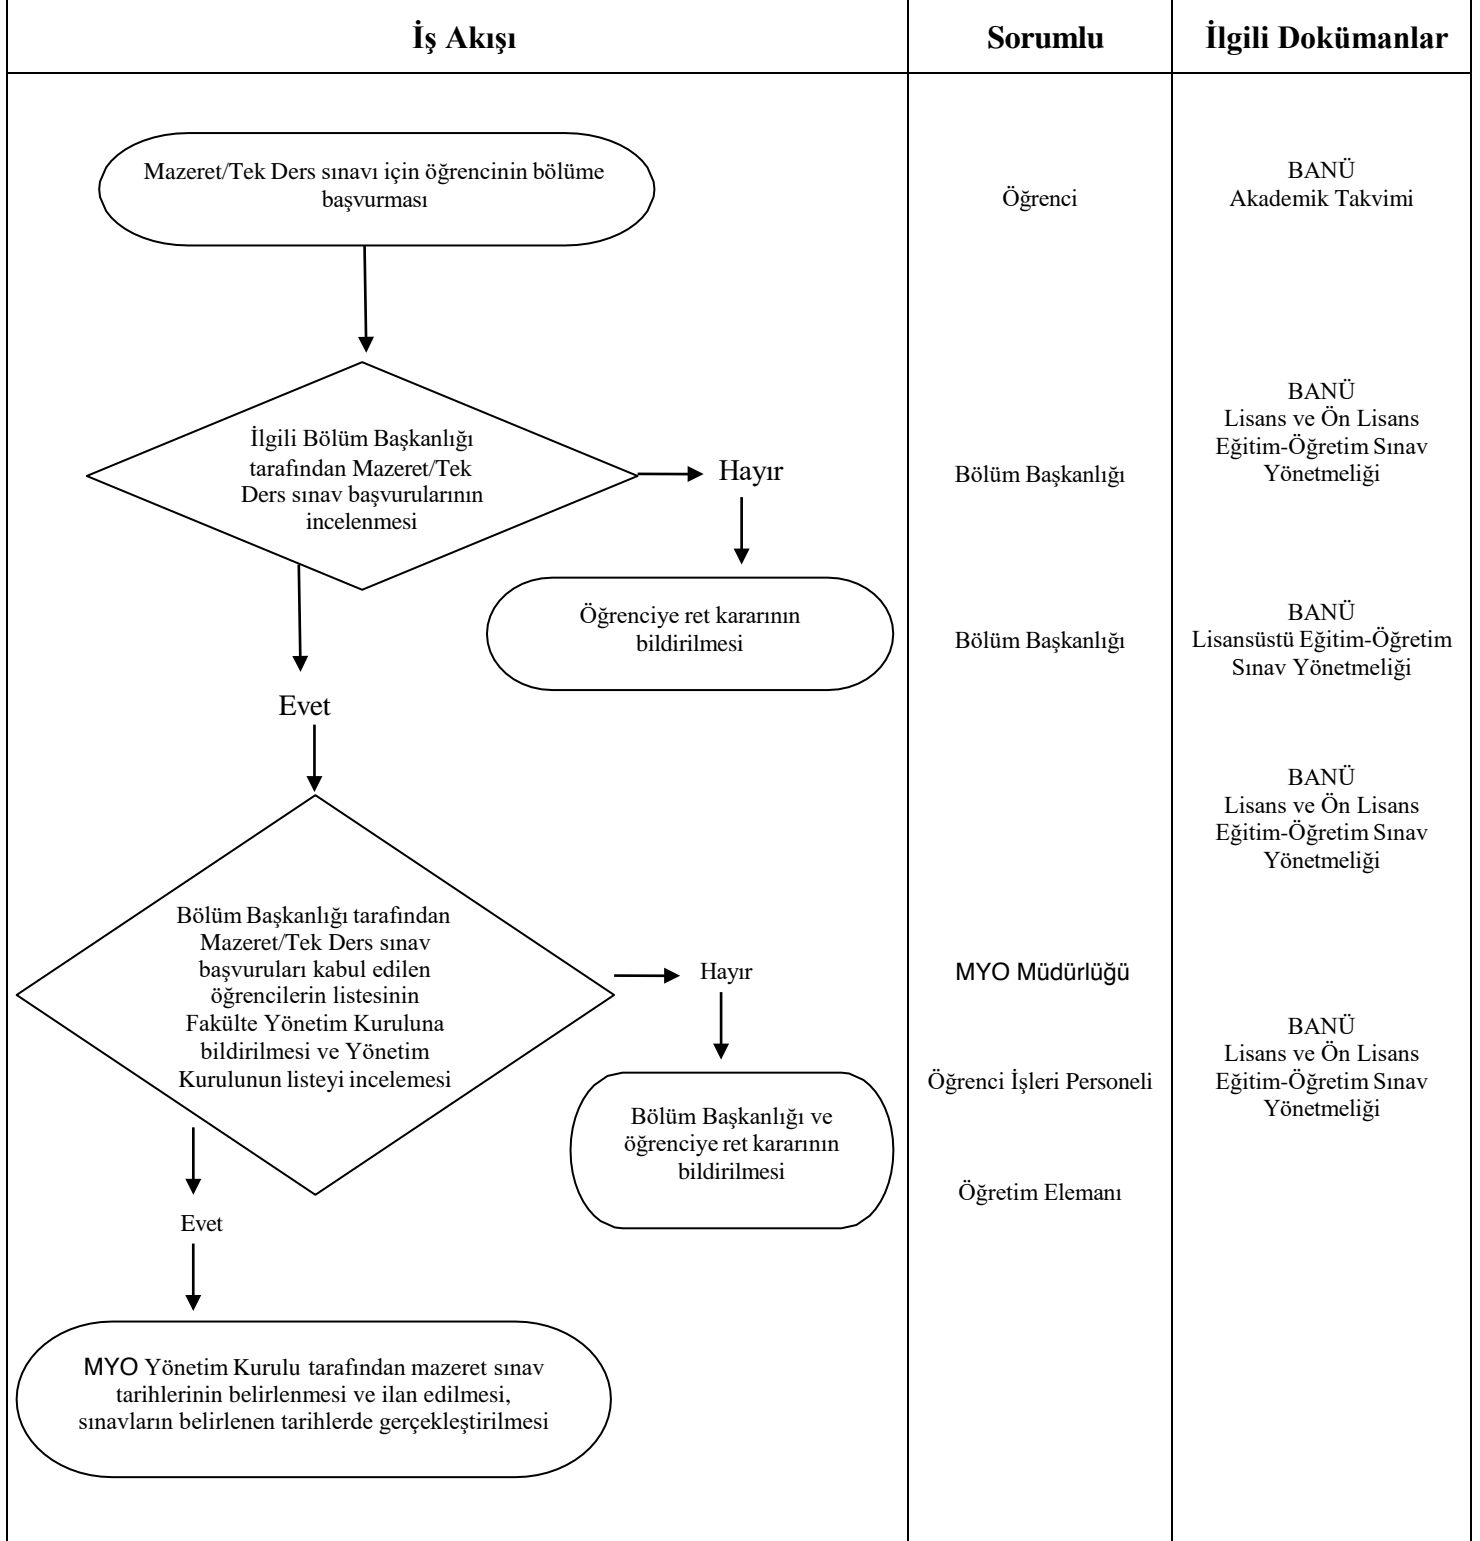 İş Akışı
Sorumlu
İlgili Dokümanlar
Mazeret/Tek Ders sınavı için öğrencinin bölüme
başvurması
Öğrenci
BANÜ
Akademik Takvimi
İlgili Bölüm Başkanlığı
tarafından Mazeret/Tek
Ders sınav başvurularının
incelenmesi
Hayır
Bölüm Başkanlığı
BANÜ
Lisans ve Ön Lisans
Eğitim-Öğretim Sınav
Yönetmeliği
Öğrenciye ret kararının
bildirilmesi
Bölüm Başkanlığı
BANÜ
Lisansüstü Eğitim-Öğretim
Sınav Yönetmeliği
Evet
BANÜ
Lisans ve Ön Lisans
Eğitim-Öğretim Sınav
Yönetmeliği
Bölüm Başkanlığı tarafından
Mazeret/Tek Ders sınav
başvuruları kabul edilen
öğrencilerin listesinin
Fakülte Yönetim Kuruluna
bildirilmesi ve Yönetim
Kurulunun listeyi incelemesi
Hayır
MYO Müdürlüğü
BANÜ
Lisans ve Ön Lisans
Eğitim-Öğretim Sınav
Yönetmeliği
Öğrenci İşleri Personeli
Bölüm Başkanlığı ve
öğrenciye ret kararının
bildirilmesi
Öğretim Elemanı
Evet
MYO Yönetim Kurulu tarafından mazeret sınav
tarihlerinin belirlenmesi ve ilan edilmesi,
sınavların belirlenen tarihlerde gerçekleştirilmesi